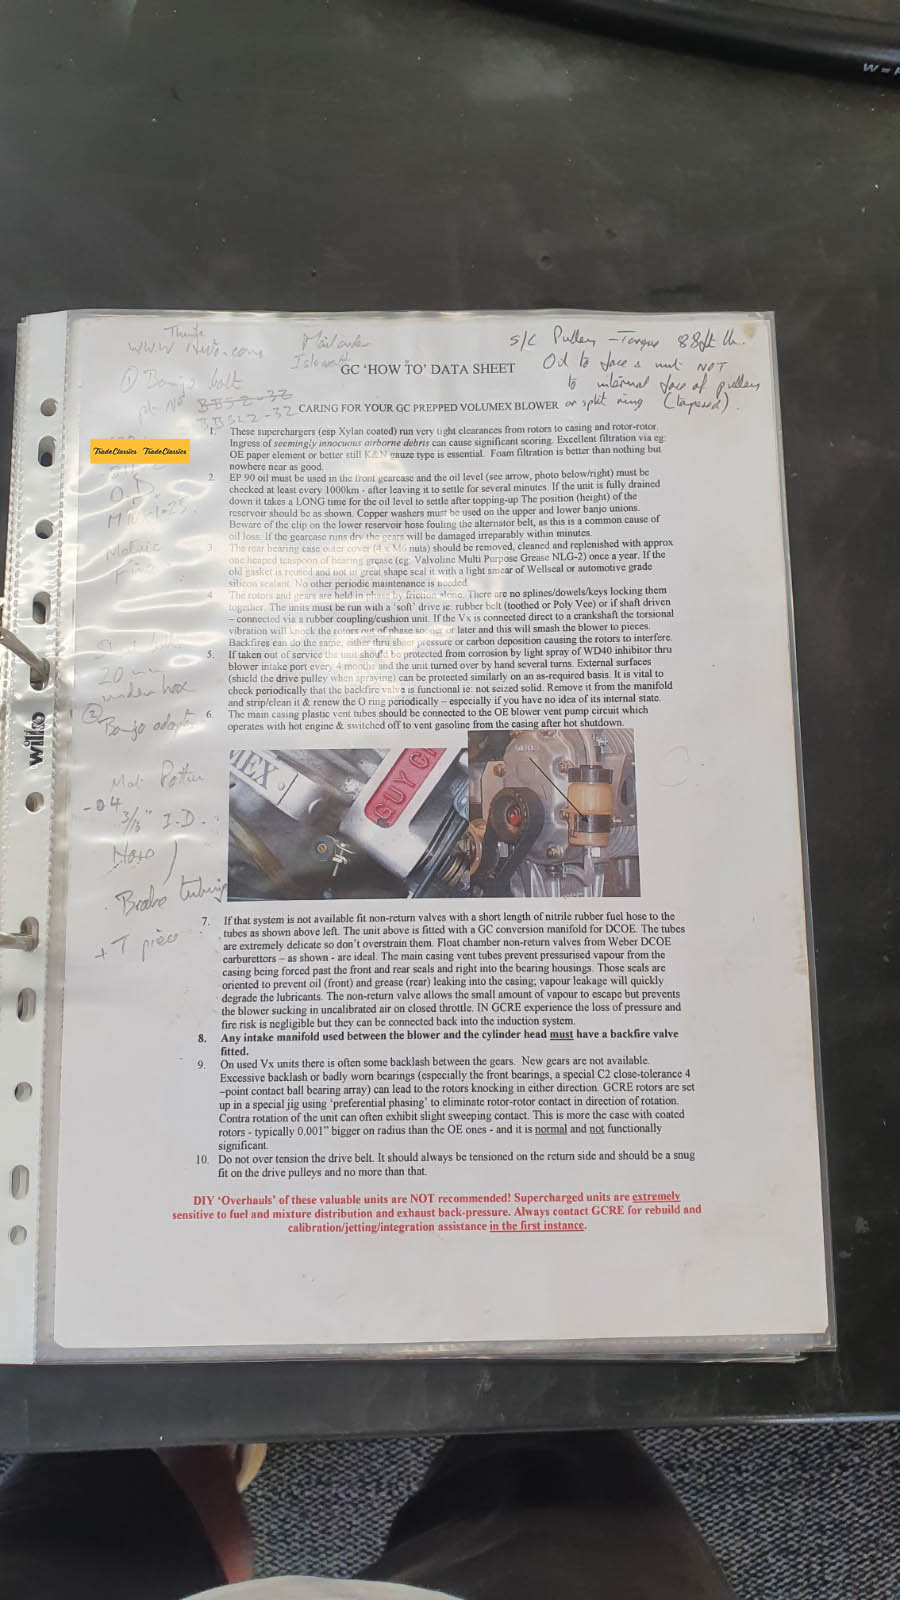 W = F
S/C Pulley - Torque 88 ft lb.
Oil to face & nut NOT
to internal face of pulley
or split ring (tapered).
① Banjo bolt
BB52-32
GC 'HOW TO' DATA SHEET
CARING FOR YOUR GC PREPPED VOLUMEX BLOWER
TradeClassics TradeClassics
1. These superchargers (esp Xylan coated) run very tight clearances from rotors to casing and rotor-rotor.
Ingress of seemingly innocuous airborne debris can cause significant scoring. Excellent filtration via eg:
OE paper element or better still K&N gauze type is essential. Foam filtration is better than nothing but
nowhere near as good.
2. EP 90 oil must be used in the front gearcase and the oil level (see arrow, photo below/right) must be
checked at least every 1000km - after leaving it to settle for several minutes. If the unit is fully drained
down it takes a LONG time for the oil level to settle after topping-up The position (height) of the
reservoir should be as shown. Copper washers must be used on the upper and lower banjo unions.
Beware of the clip on the lower reservoir hose fouling the alternator belt, as this is a common cause of
oil loss. If the gearcase runs dry the gears will be damaged irreparably within minutes.
3. The rear bearing case outer cover (4 x M6 nuts) should be removed, cleaned and replenished with approx
one heaped teaspoon of bearing grease (eg. Valvoline Multi Purpose Grease NLG-2) once a year. If the
old gasket is reused and not in great shape seal it with a light smear of Wellseal or automotive grade
silicon sealant. No other periodic maintenance is needed.
4. The rotors and gears are held in phase by friction alone. There are no splines/dowels/keys locking them
together. The units must be run with a 'soft' drive ie: rubber belt (toothed or Poly Vee) or if shaft driven
– connected via a rubber coupling/cushion unit. If the Vx is connected direct to a crankshaft the torsional
vibration will knock the rotors out of phase sooner or later and this will smash the blower to pieces.
Backfires can do the same, either thru sheer pressure or carbon deposition causing the rotors to interfere.
5. If taken out of service the unit should be protected from corrosion by light spray of WD40 inhibitor thru
blower intake port every 4 months and the unit turned over by hand several turns. External surfaces
(shield the drive pulley when spraying) can be protected similarly on an as-required basis. It is vital to
check periodically that the backfire valve is functional ie: not seized solid. Remove it from the manifold
and strip/clean it & renew the O ring periodically – especially if you have no idea of its internal state.
6. The main casing plastic vent tubes should be connected to the OE blower vent pump circuit which
operates with hot engine & switched off to vent gasoline from the casing after hot shutdown.
20 mm
② Banjo
wilko
-04
3/16" I.D.
Brake tubing
+ T piece
MEX
GUY C
7. If that system is not available fit non-return valves with a short length of nitrile rubber fuel hose to the
tubes as shown above left. The unit above is fitted with a GC conversion manifold for DCOE. The tubes
are extremely delicate so don't overstrain them. Float chamber non-return valves from Weber DCOE
carburettors – as shown - are ideal. The main casing vent tubes prevent pressurised vapour from the
casing being forced past the front and rear seals and right into the bearing housings. Those seals are
oriented to prevent oil (front) and grease (rear) leaking into the casing; vapour leakage will quickly
degrade the lubricants. The non-return valve allows the small amount of vapour to escape but prevents
the blower sucking in uncalibrated air on closed throttle. IN GCRE experience the loss of pressure and
fire risk is negligible but they can be connected back into the induction system.
8. Any intake manifold used between the blower and the cylinder head must have a backfire valve
fitted.
9. On used Vx units there is often some backlash between the gears. New gears are not available.
Excessive backlash or badly worn bearings (especially the front bearings, a special C2 close-tolerance 4
–point contact ball bearing array) can lead to the rotors knocking in either direction. GCRE rotors are set
up in a special jig using 'preferential phasing' to eliminate rotor-rotor contact in direction of rotation.
Contra rotation of the unit can often exhibit slight sweeping contact. This is more the case with coated
rotors - typically 0.001" bigger on radius than the OE ones - and it is normal and not functionally
significant.
10. Do not over tension the drive belt. It should always be tensioned on the return side and should be a snug
fit on the drive pulleys and no more than that.
DIY 'Overhauls' of these valuable units are NOT recommended! Supercharged units are extremely
sensitive to fuel and mixture distribution and exhaust back-pressure. Always contact GCRE for rebuild and
calibration/jetting/integration assistance in the first instance.